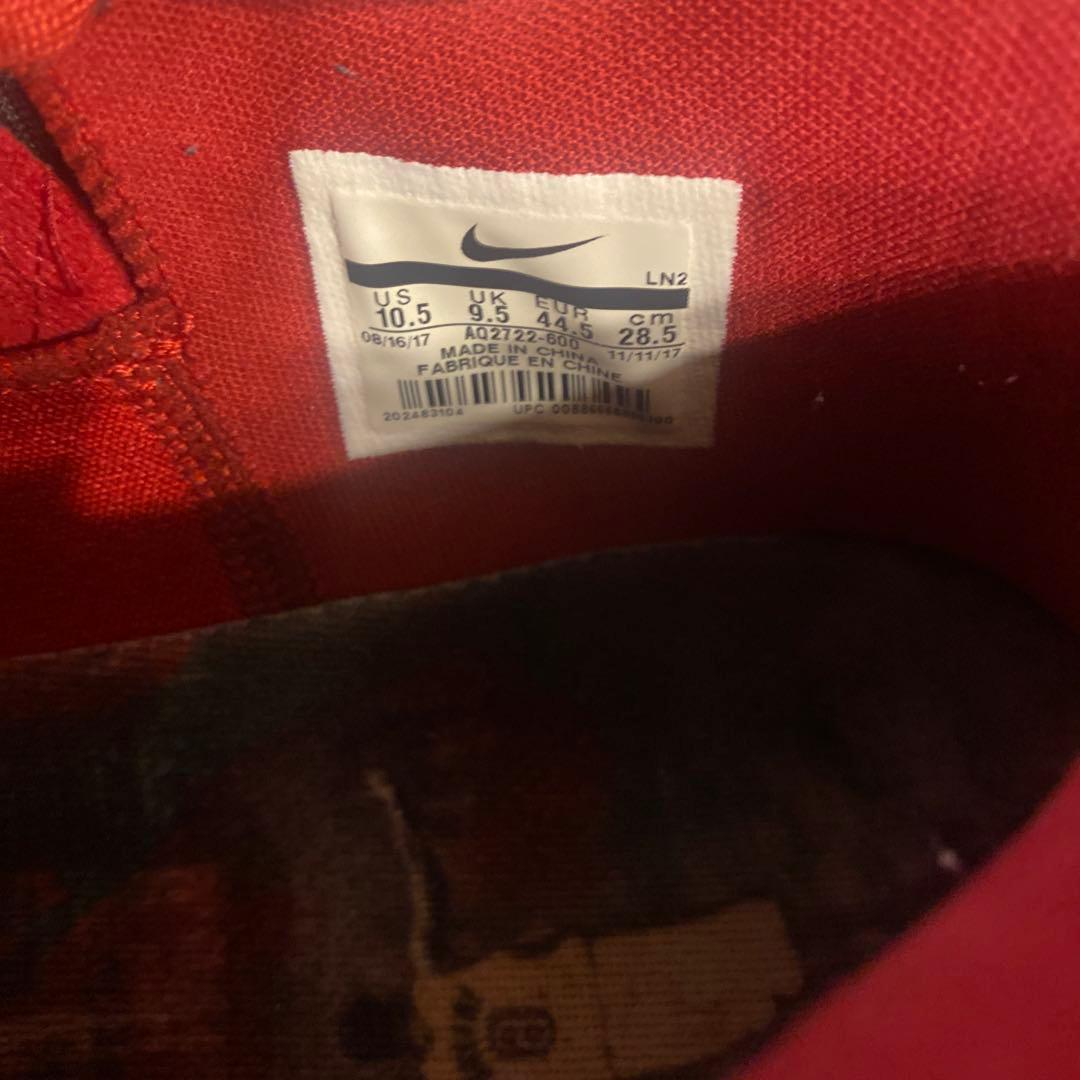 LN2
US UK EUR cm
10.5 9.5 44.5 28.5
08/16/17 AQ2722-600 11/11/17
MADE IN CHINA
FABRIQUE EN CHINE
202483104 UPC